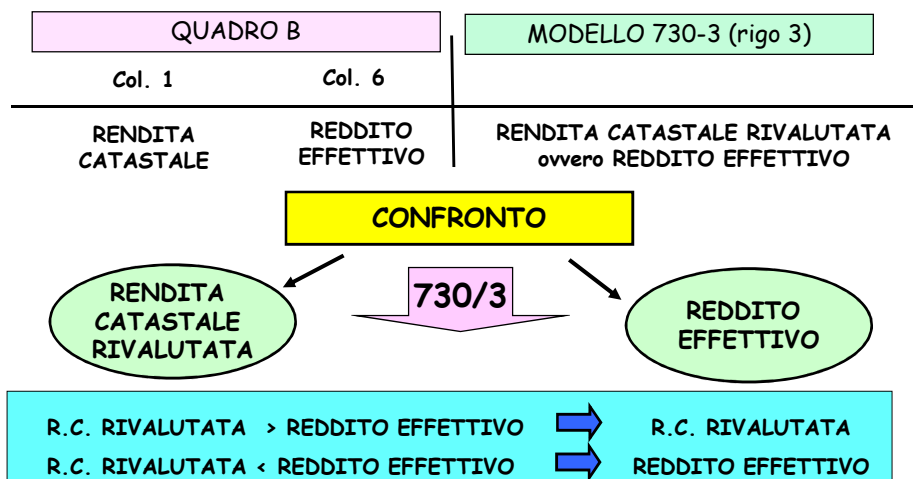 QUADRO B
MODELLO 730-3 (rigo 3)
Col. 1
Col. 6
RENDITA
CATASTALE
REDDITO
EFFETTIVO
RENDITA CATASTALE RIVALUTATA
ovvero REDDITO EFFETTIVO
CONFRONTO
RENDITA
CATASTALE
RIVALUTATA
730/3
REDDITO
EFFETTIVO
R.C. RIVALUTATA > REDDITO EFFETTIVO R.C. RIVALUTATA
R.C. RIVALUTATA < REDDITO EFFETTIVO REDDITO EFFETTIVO